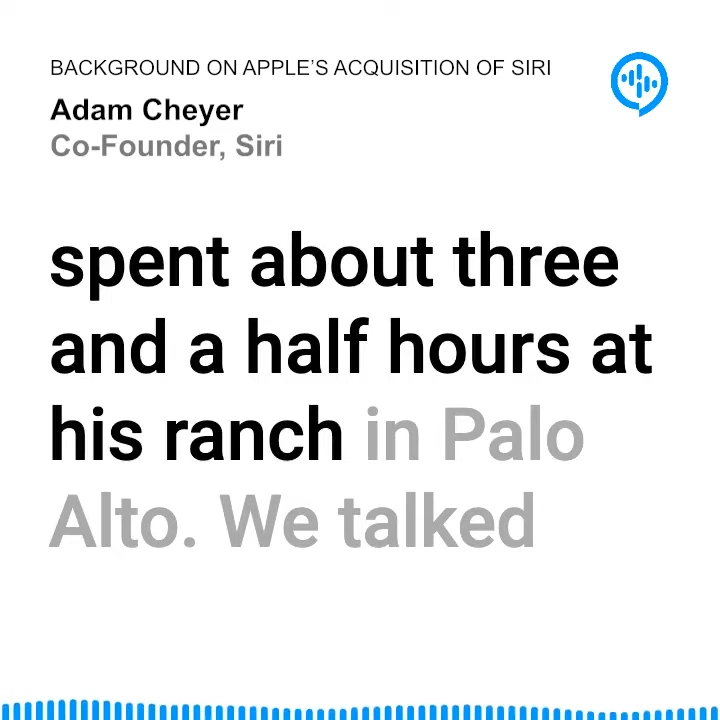 BACKGROUND ON APPLE’S ACQUISITION OF SIRI
Adam Cheyer
Co-Founder, Siri
spent about three
and a half hours at
his ranch in Palo
Alto. We talked